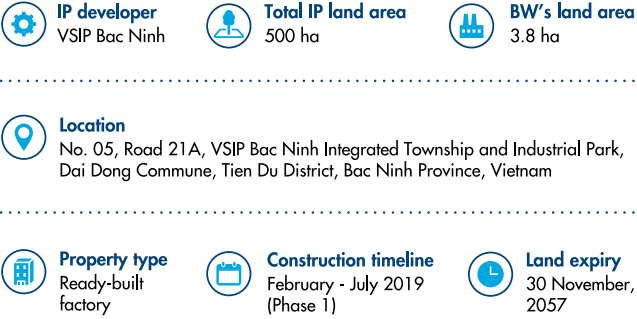 IP developer
VSIP Bac Ninh
Total IP land area
500 ha
BW's land area
3.8 ha
Location
No. 05, Road 21A, VSIP Bac Ninh Integrated Township and Industrial Park,
Dai Dong Commune, Tien Du District, Bac Ninh Province, Vietnam
Property type
Ready-built
factory
Construction timeline
February - July 2019
(Phase 1)
Land expiry
30 November,
2057